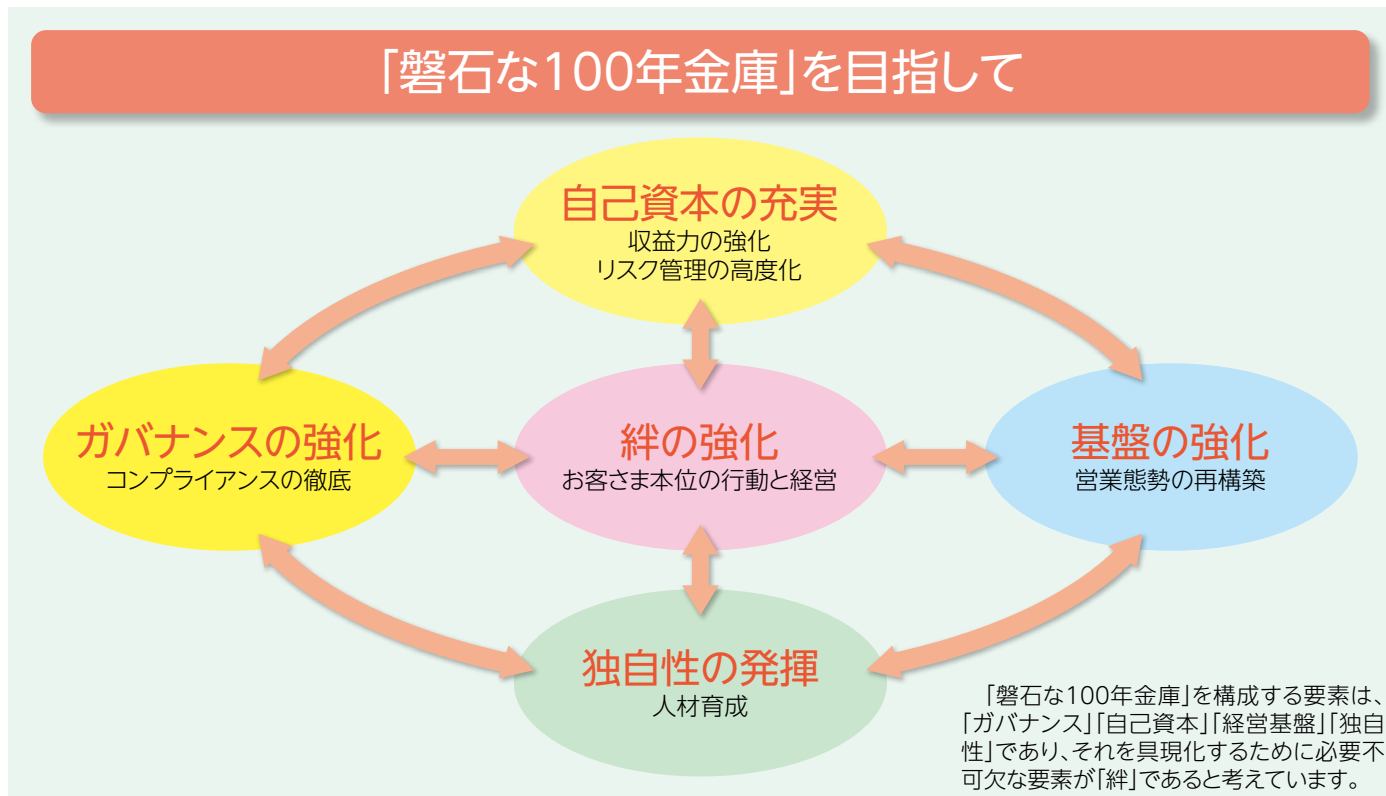 「磐石な100年金庫」を目指して
自己資本の充実
収益力の強化
リスク管理の高度化
ガバナンスの強化
コンプライアンスの徹底
絆の強化
お客さま本位の行動と経営
基盤の強化
営業態勢の再構築
独自性の発揮
人材育成
「磐石な100年金庫」を構成する要素は、
「ガバナンス」「自己資本」「経営基盤」「独自
性」であり、それを具現化するために必要不
可欠な要素が「絆」であると考えています。